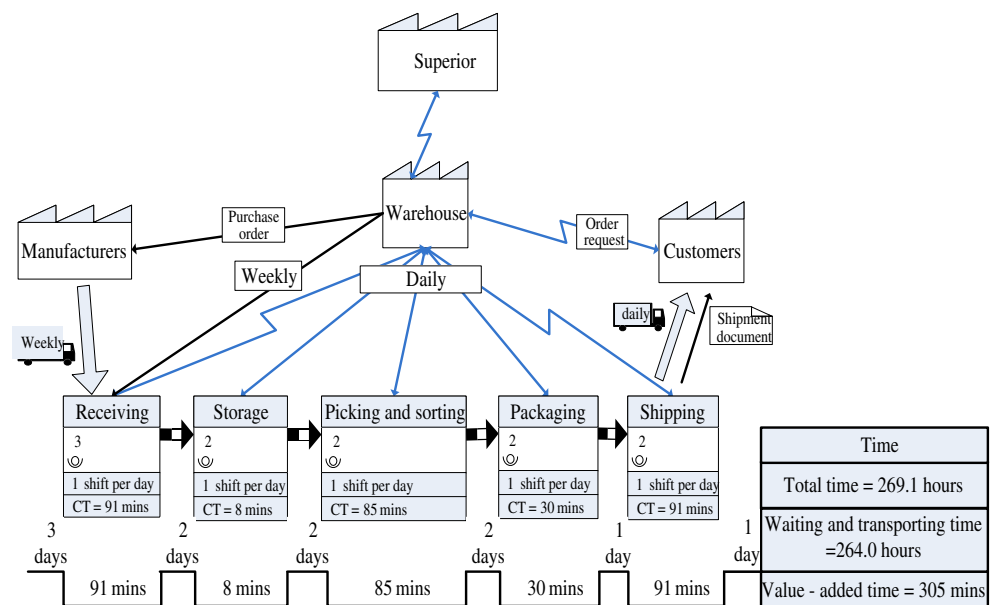 Superior
Warehouse
Manufacturers
Purchase
order
Order
request
Customers
Weekly
Daily
Weekly
daily
Shipment
document
Receiving
3
1 shift per day
CT = 91 mins
Storage
2
1 shift per day
CT = 8 mins
Picking and sorting
2
1 shift per day
CT = 85 mins
Packaging
2
1 shift per day
CT = 30 mins
Shipping
2
1 shift per day
CT = 91 mins
3
days
2
days
2
days
2
days
1
day
1
day
91 mins
8 mins
85 mins
30 mins
91 mins
Time
Total time = 269.1 hours
Waiting and transporting time
=264.0 hours
Value - added time = 305 mins